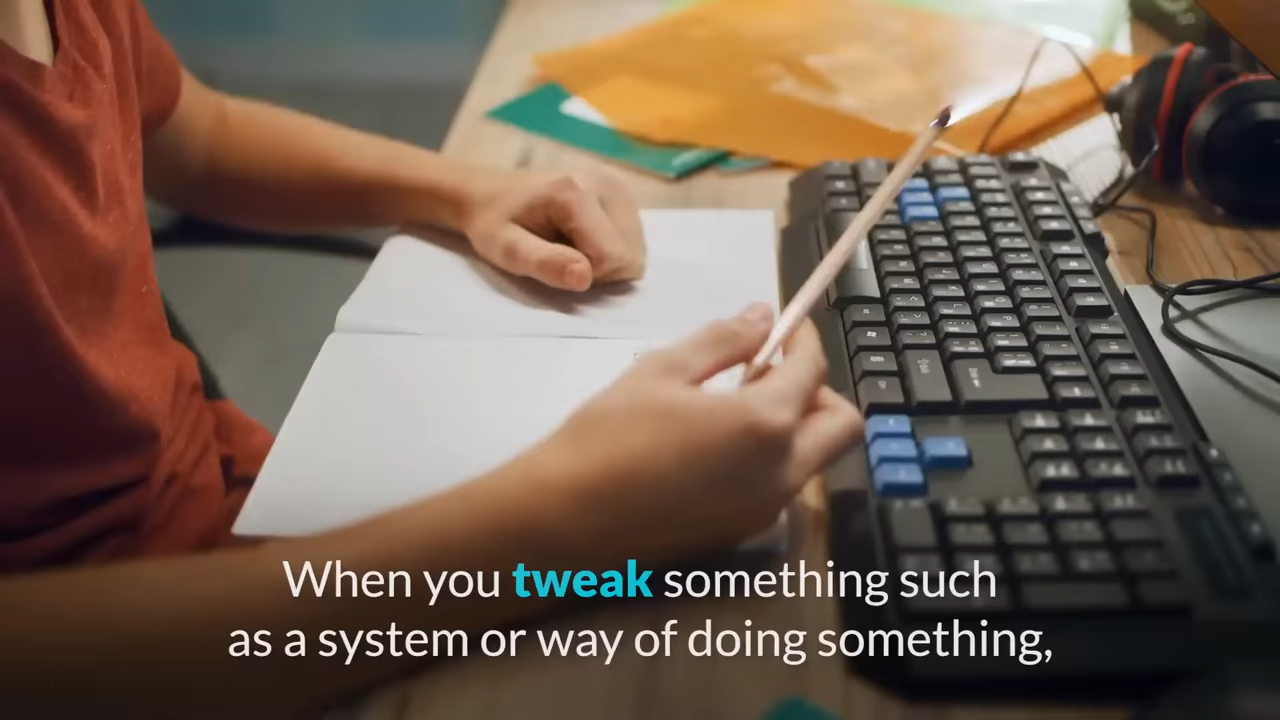 When you tweak something such
as a system or way of doing something,